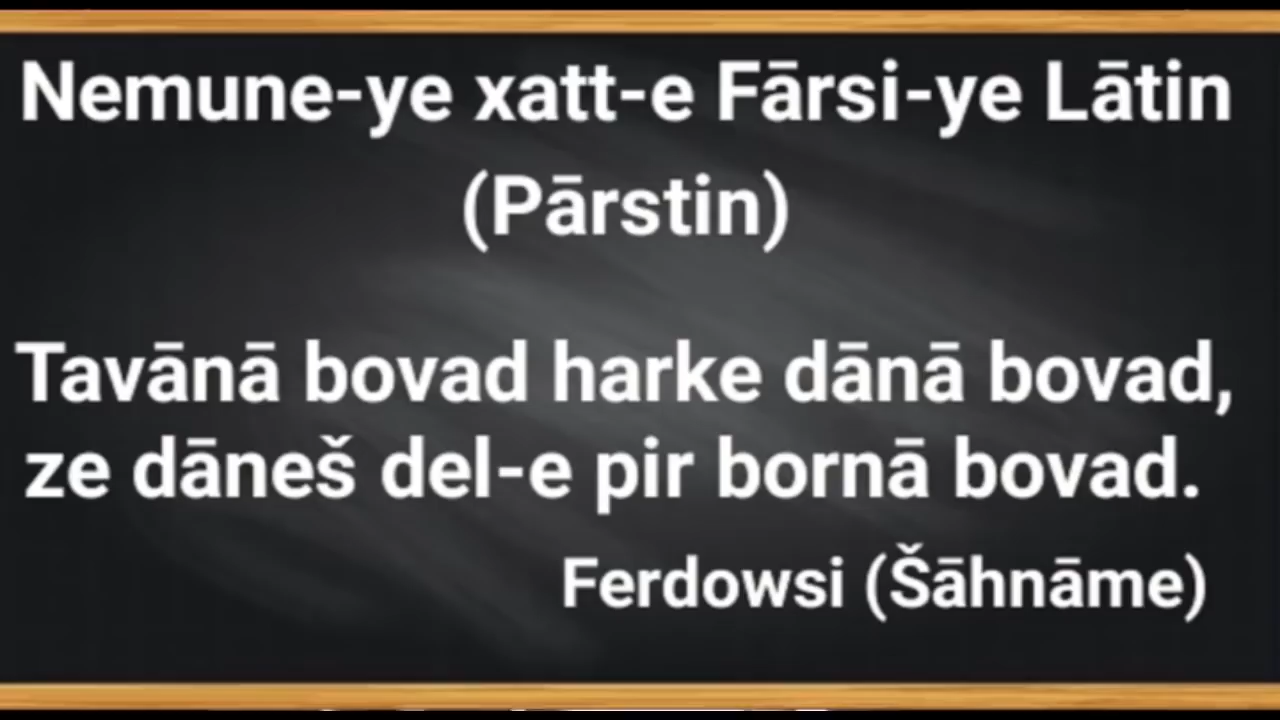 Nemune-ye xatt-e Fārsi-ye Lātin
(Pārstin)
Tavānā bovad harke dānā bovad,
ze dāneš del-e pir bornā bovad.
Ferdowsi (Šāhnāme)